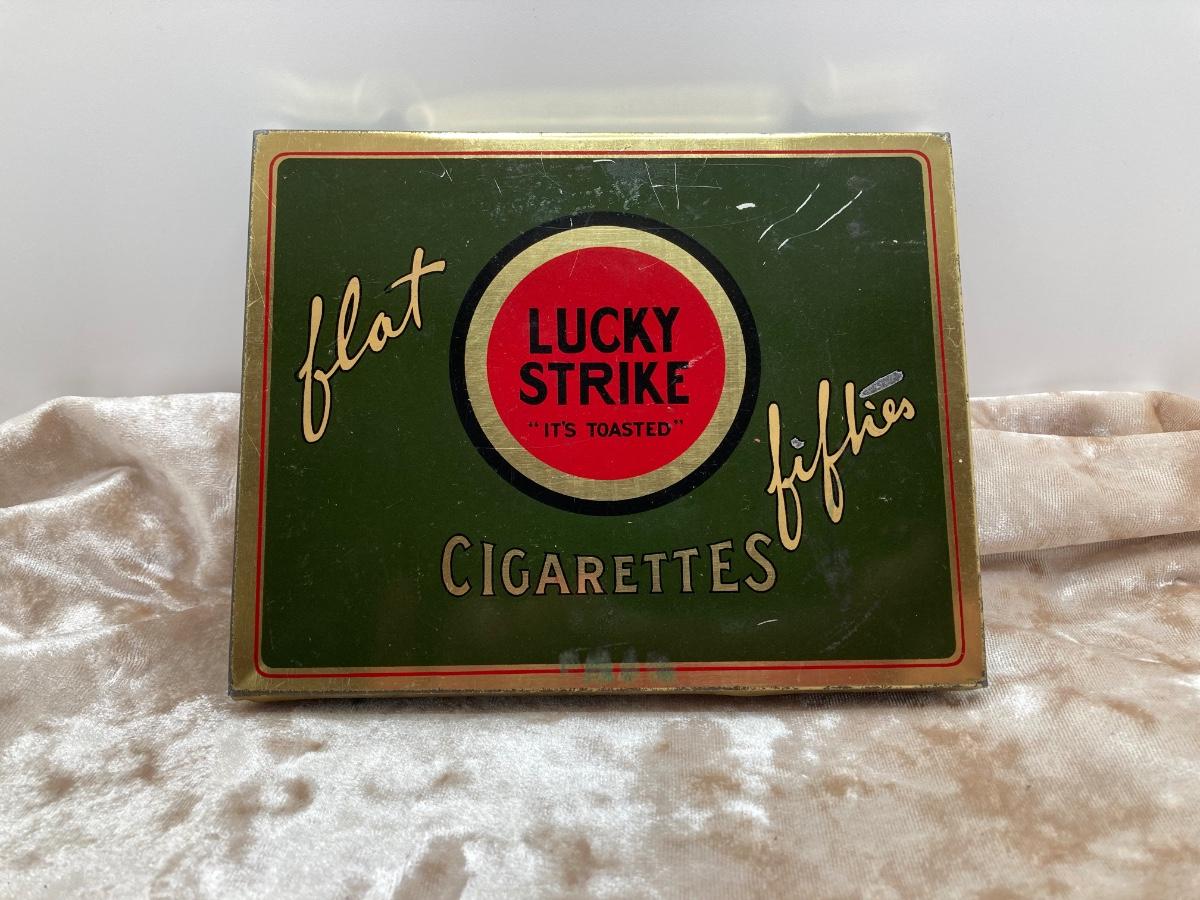 flat
LUCKY
STRIKE
"IT'S TOASTED"
fifties
CIGARETTES